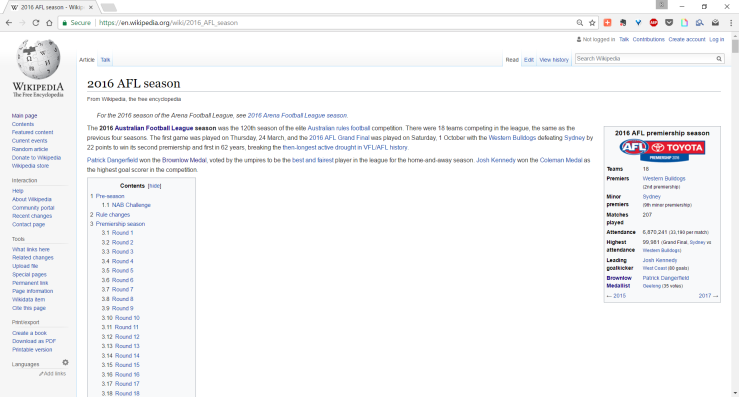 2016 AFL season - Wikip
Secure
https://en.wikipedia.org/wiki/2016_AFL_season
Not logged in Talk Contributions Create account Log in
Article Talk
Read Edit View history
Search Wikipedia
WIKIPEDIA
The Free Encyclopedia
Main page
Contents
Featured content
Current events
Random article
Donate to Wikipedia
Wikipedia store
Interaction
Help
About Wikipedia
Community portal
Recent changes
Contact page
Tools
What links here
Related changes
Upload file
Special pages
Permanent link
Page information
Wikidata item
Cite this page
Print/export
Create a book
Download as PDF
Printable version
Languages
Add links
2016 AFL season
From Wikipedia, the free encyclopedia
For the 2016 season of the Arena Football League, see 2016 Arena Football League season.
The 2016 Australian Football League season was the 120th season of the elite Australian rules football competition. There were 18 teams competing in the league, the same as the
previous four seasons. The first game was played on Thursday, 24 March, and the 2016 AFL Grand Final was played on Saturday, 1 October with the Western Bulldogs defeating Sydney by
22 points to win its second premiership and first in 62 years, breaking the then-longest active drought in VFL/AFL history.
Patrick Dangerfield won the Brownlow Medal, voted by the umpires to be the best and fairest player in the league for the home-and-away season. Josh Kennedy won the Coleman Medal as
the highest goal scorer in the competition.
Contents [hide]
1 Pre-season
1.1 NAB Challenge
2 Rule changes
3 Premiership season
3.1 Round 1
3.2 Round 2
3.3 Round 3
3.4 Round 4
3.5 Round 5
3.6 Round 6
3.7 Round 7
3.8 Round 8
3.9 Round 9
3.10 Round 10
3.11 Round 11
3.12 Round 12
3.13 Round 13
3.14 Round 14
3.15 Round 15
3.16 Round 16
3.17 Round 17
3.18 Round 18
2016 AFL premiership season
AFL TOYOTA
PREMIERSHIP 2016
Teams 18
Premiers Western Bulldogs
(2nd premiership)
Minor premiers Sydney
(9th minor premiership)
Matches played 207
Attendance 6,870,241 (33,190 per match)
Highest attendance 99,981 (Grand Final, Sydney vs
Western Bulldogs)
Leading goalkicker Josh Kennedy
West Coast (80 goals)
Brownlow Medallist Patrick Dangerfield
Geelong (35 votes)
← 2015 2017 →